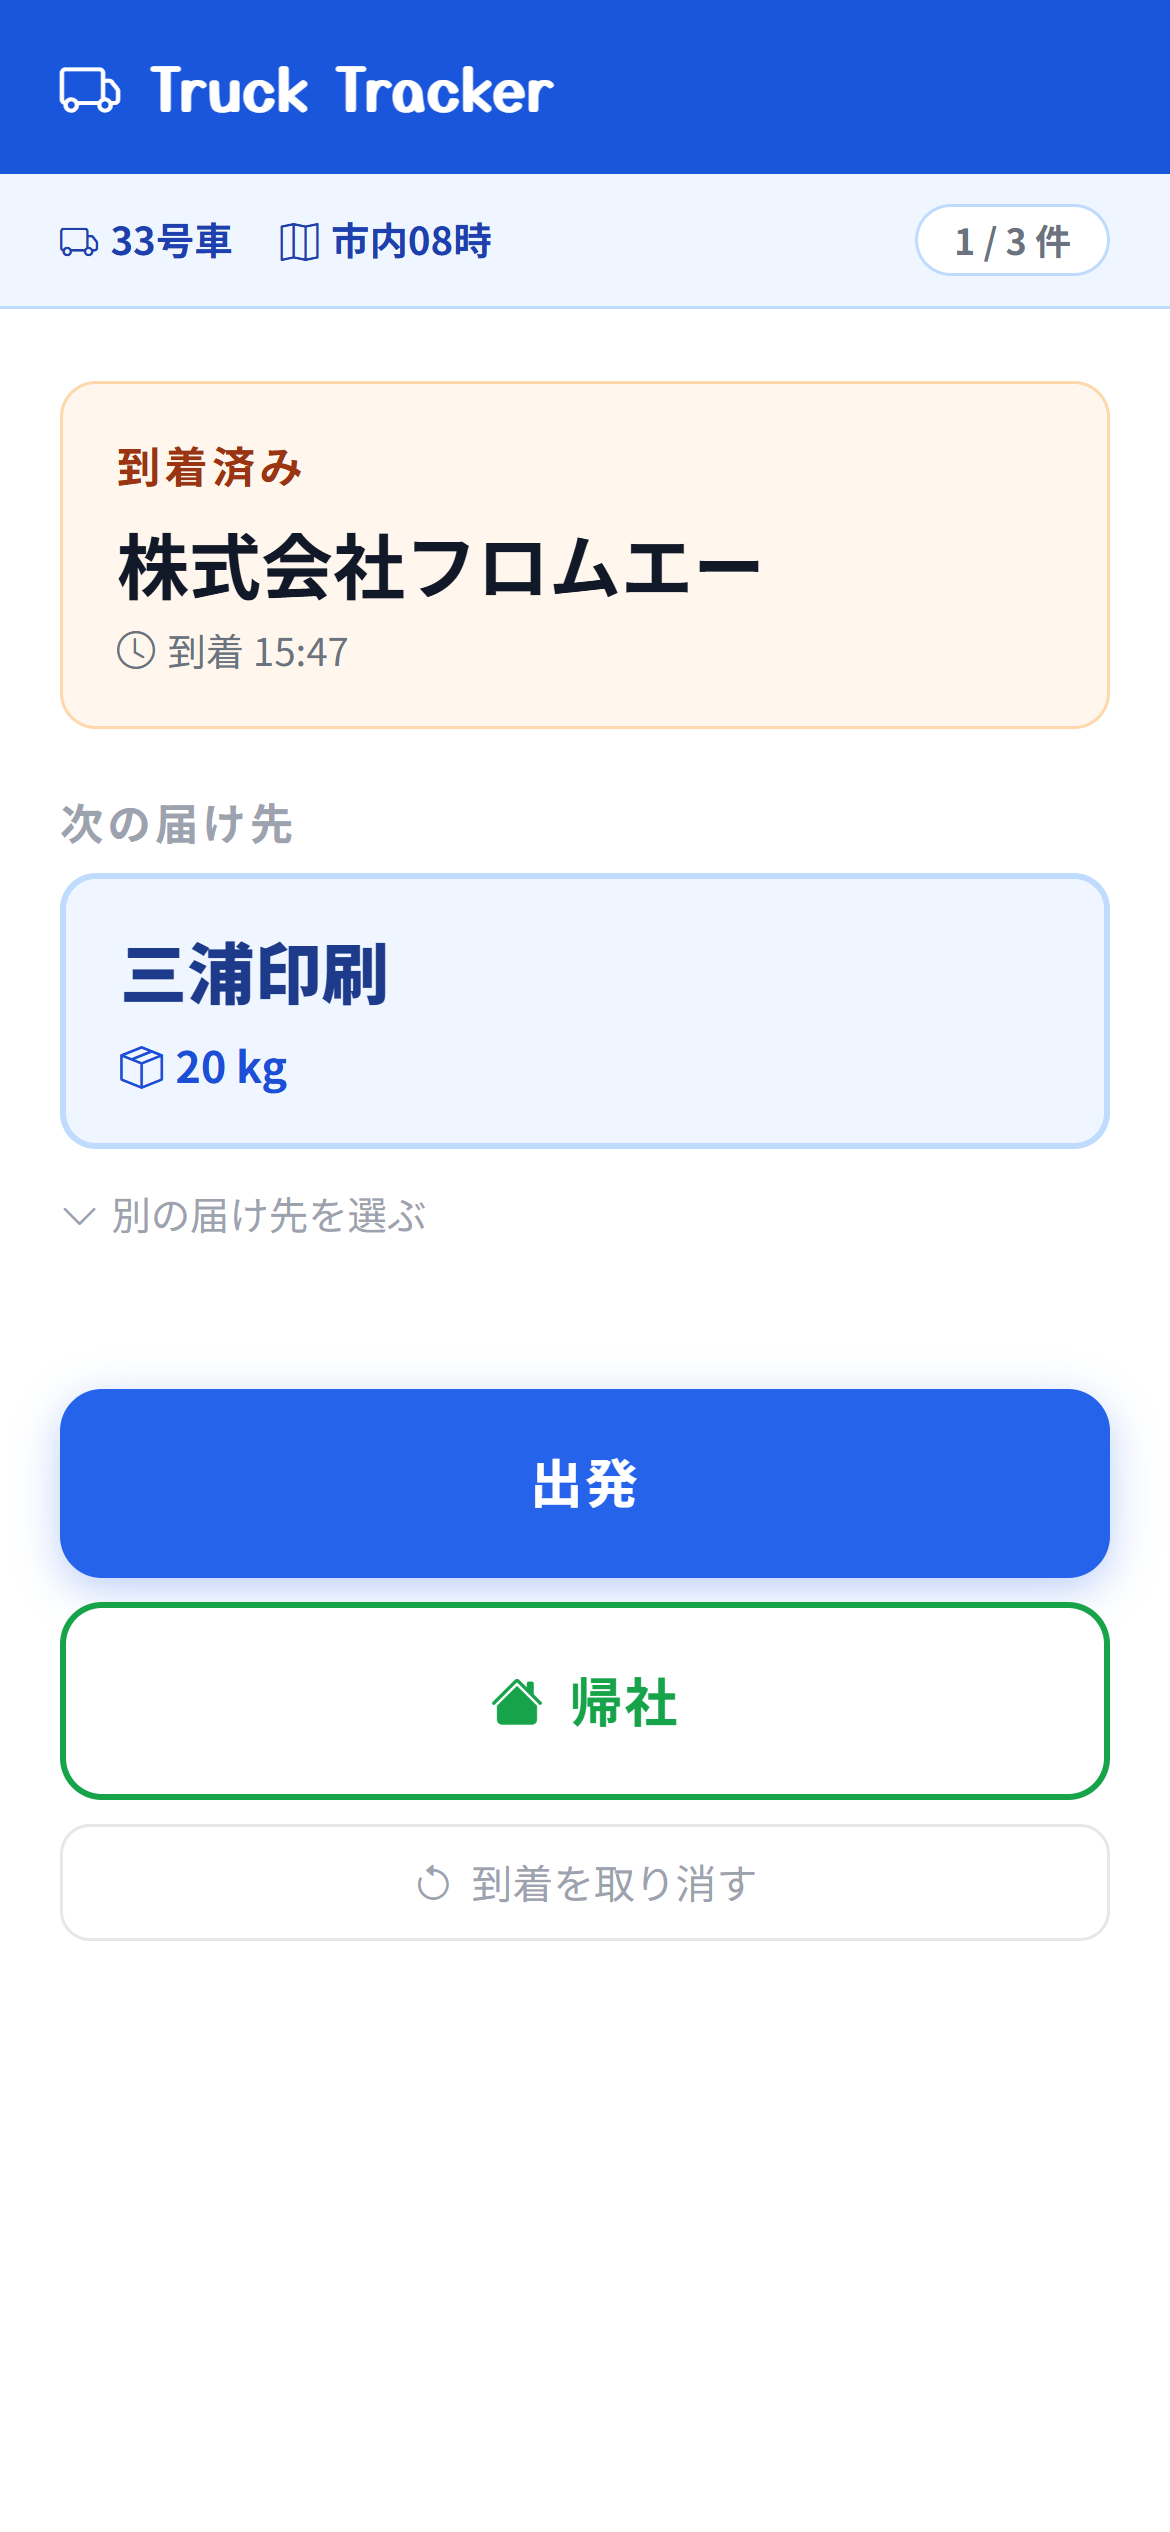 Truck Tracker
33号車 市内08時 1 / 3 件
到着済み
株式会社フロムエー
到着 15:47
次の届け先
三浦印刷
20 kg
別の届け先を選ぶ
出発
帰社
到着を取り消す